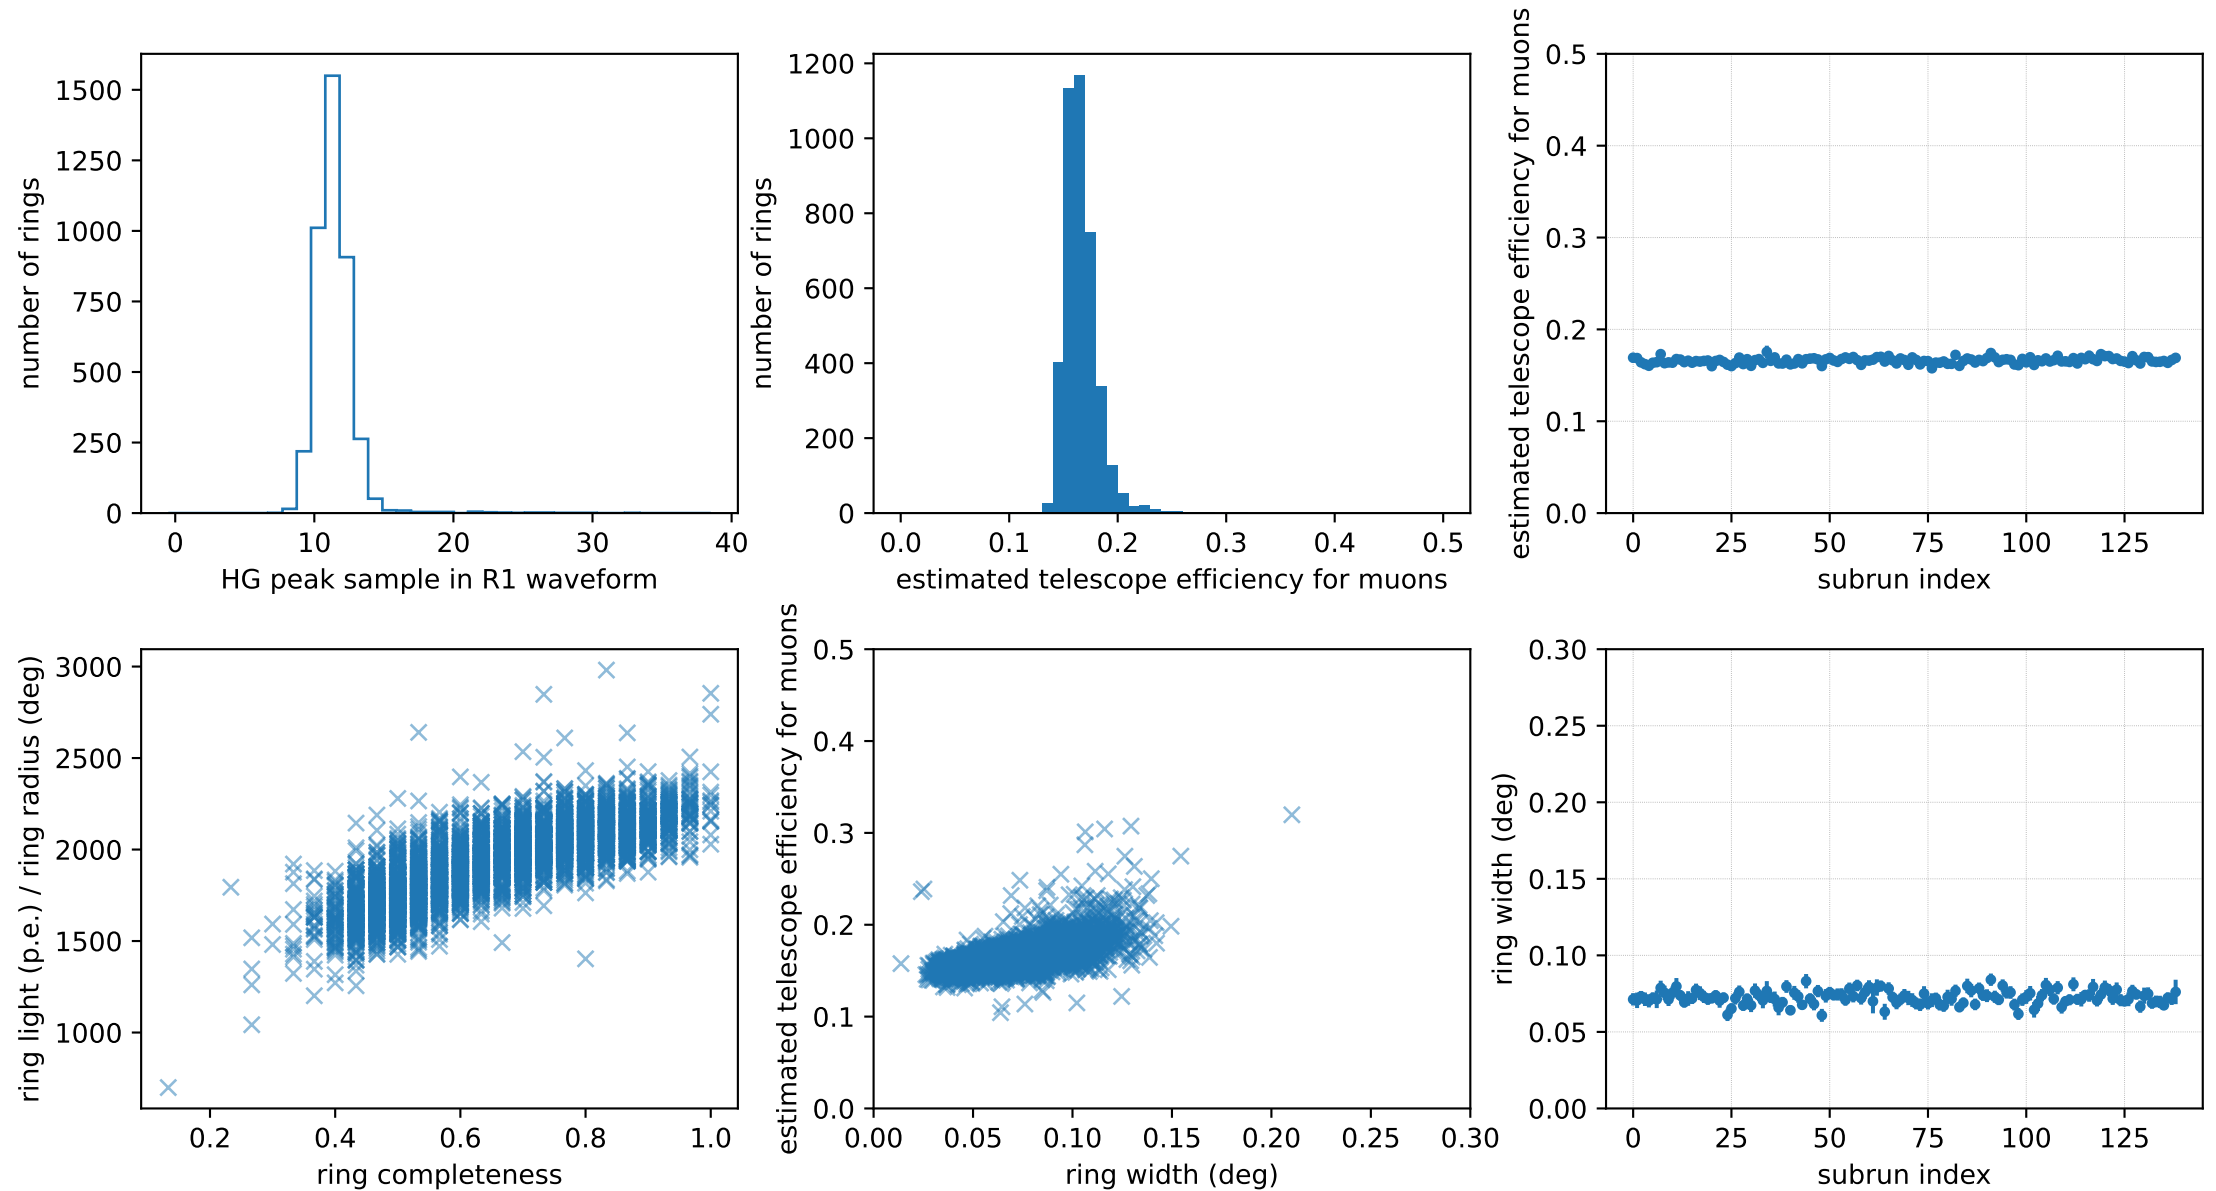 1500
1250
1000
750
500
250
0
number of rings
0 10 20 30 40
HG peak sample in R1 waveform
1200
1000
800
600
400
200
0
number of rings
0.0 0.1 0.2 0.3 0.4 0.5
estimated telescope efficiency for muons
0.5
0.4
0.3
0.2
0.1
0.0
estimated telescope efficiency for muons
0 25 50 75 100 125
subrun index
3000
2500
2000
1500
1000
ring light (p.e.) / ring radius (deg)
0.2 0.4 0.6 0.8 1.0
ring completeness
0.5
0.4
0.3
0.2
0.1
0.0
estimated telescope efficiency for muons
0.00 0.05 0.10 0.15 0.20 0.25 0.30
ring width (deg)
0.30
0.25
0.20
0.15
0.10
0.05
0.00
ring width (deg)
0 25 50 75 100 125
subrun index